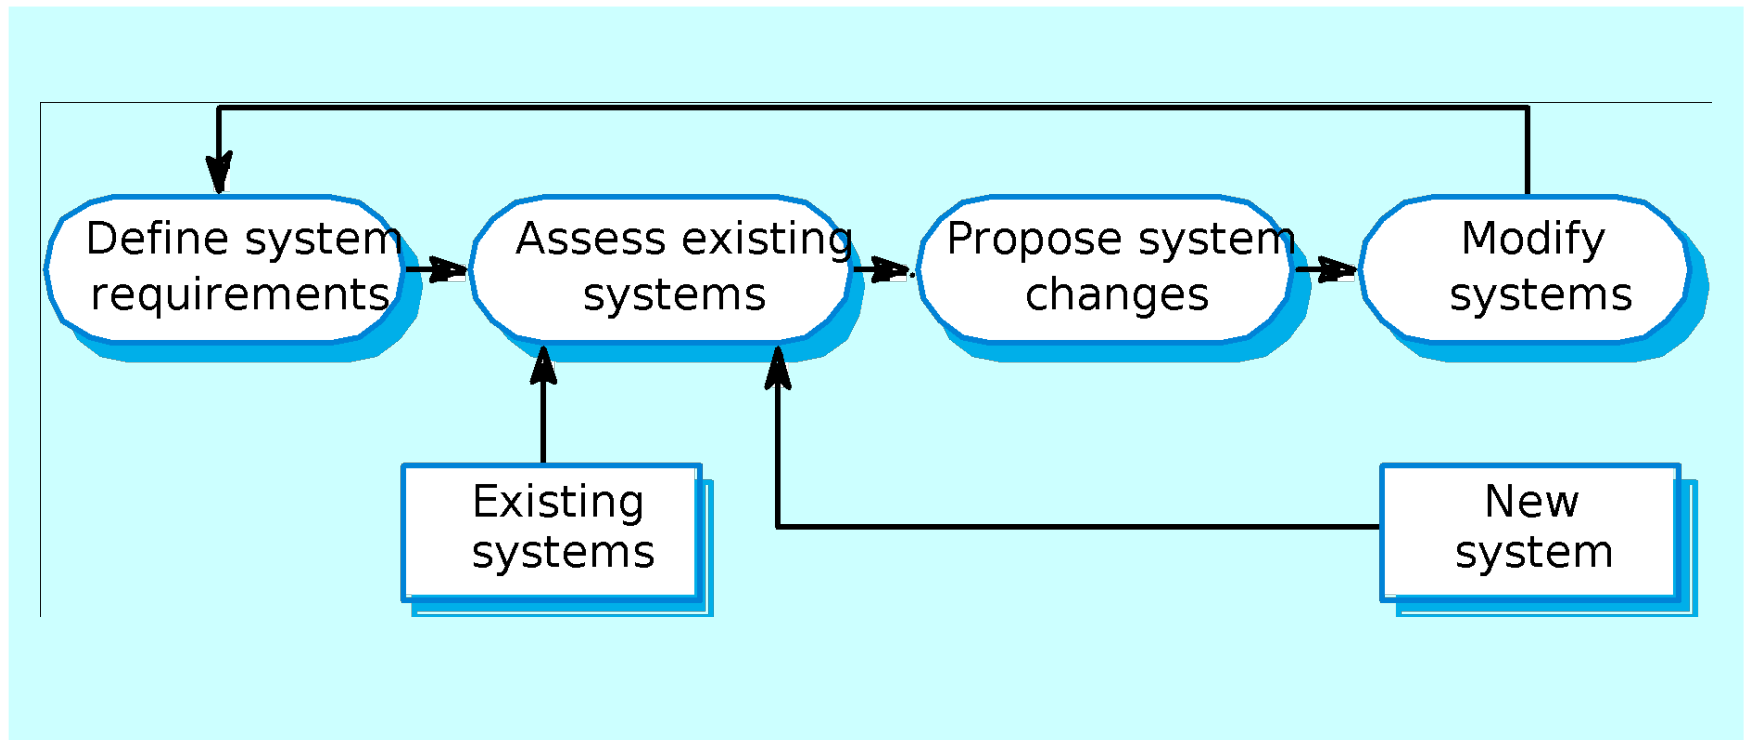 Define system
requirements
Assess existing
systems
Propose system
changes
Modify
systems
Existing
systems
New
system